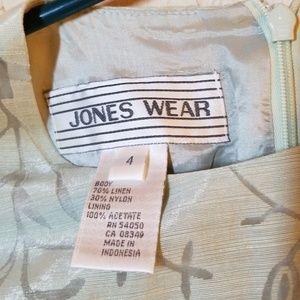 JONES WEAR
4
BODY
70% LINEN
30% NYLON
LINING
100% ACETATE
RN 54050
CA 08349
MADE IN
INDONESIA